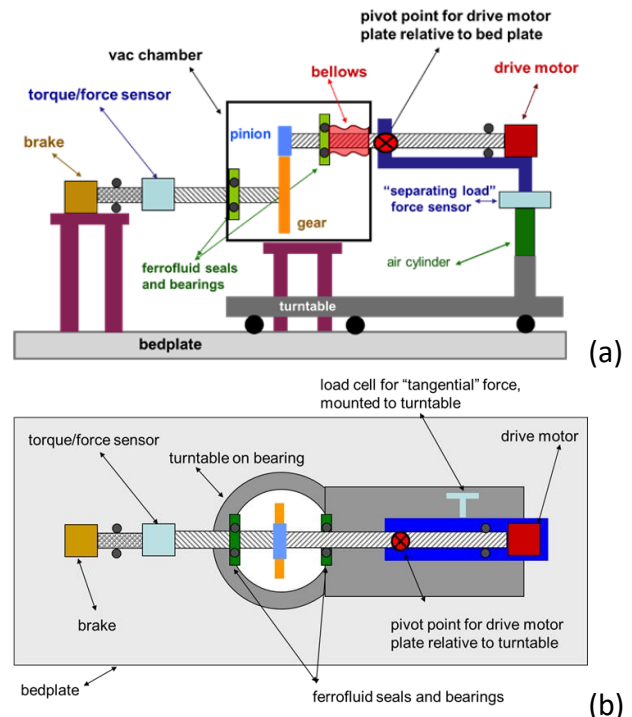 pivot point for drive motor
plate relative to bed plate
(a)
vac chamber
bellows
drive motor
torque/force sensor
pinion
brake
"separating load"
force sensor
gear
ferrofluid seals
and bearings
air cylinder
turntable
bedplate
(a)
load cell for "tangential" force,
mounted to turntable
torque/force sensor
turntable on bearing
drive motor
brake
pivot point for drive motor
plate relative to turntable
bedplate
ferrofluid seals and bearings
(b)